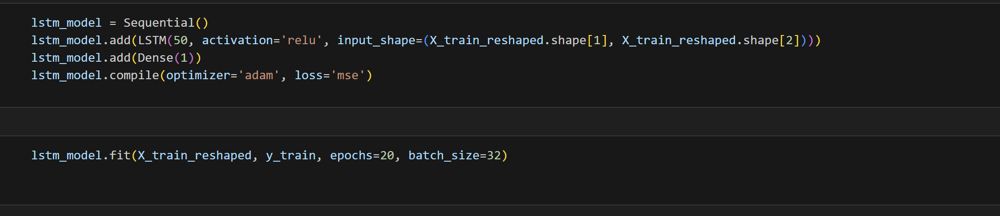 lstm_model = Sequential()
lstm_model.add(LSTM(50, activation='relu', input_shape=(X_train_reshaped.shape[1], X_train_reshaped.shape[2])))
lstm_model.add(Dense(1))
lstm_model.compile(optimizer='adam', loss='mse')
lstm_model.fit(X_train_reshaped, y_train, epochs=20, batch_size=32)